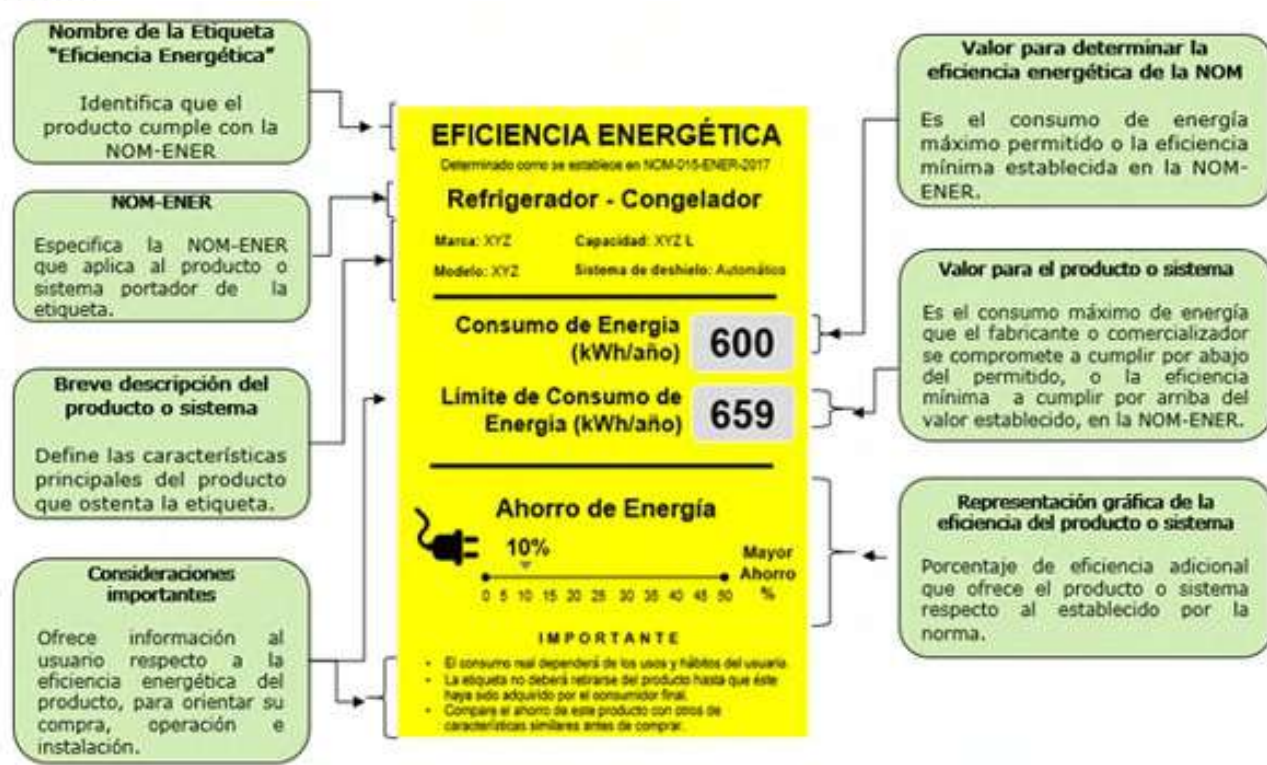 Nombre de la Etiqueta
"Eficiencia Energética"
Identifica que el
producto cumple con la
NOM-ENER
NOM-ENER
Especifica la NOM-ENER
que aplica al producto o
sistema portador de la
etiqueta.
Breve descripción del
producto o sistema
Define las características
principales del producto
que ostenta la etiqueta.
Consideraciones
importantes
Ofrece información al
usuario respecto a la
eficiencia energética del
producto, para orientar su
compra, operación e
instalación.
EFICIENCIA ENERGÉTICA
Determinado como se establece en NOM-015-ENER-2017
Refrigerador - Congelador
Marca: XYZ Capacidad: XYZ L
Modelo: XYZ Sistema de deshielo: Automático
Consumo de Energia
(kWh/año) 600
Límite de Consumo de
Energia (kWh/año) 659
Ahorro de Energía
10%
Mayor
Ahorro
%
0 5 10 15 20 25 30 35 40 45 50
IMPORTANTE
• El consumo real dependerá de los usos y hábitos del usuario.
• La etiqueta no deberá retirarse del producto hasta que éste
haya sido adquirido por el consumidor final.
• Compare el ahorro de este producto con otros de
características similares antes de comprar.
Valor para determinar la
eficiencia energética de la NOM
Es el consumo de energía
máximo permitido o la eficiencia
mínima establecida en la NOM-
ENER.
Valor para el producto o sistema
Es el consumo máximo de energía
que el fabricante o comercializador
se compromete a cumplir por abajo
del permitido, o la eficiencia
mínima a cumplir por arriba del
valor establecido, en la NOM-ENER.
Representación gráfica de la
eficiencia del producto o sistema
Porcentaje de eficiencia adicional
que ofrece el producto o sistema
respecto al establecido por la
norma.